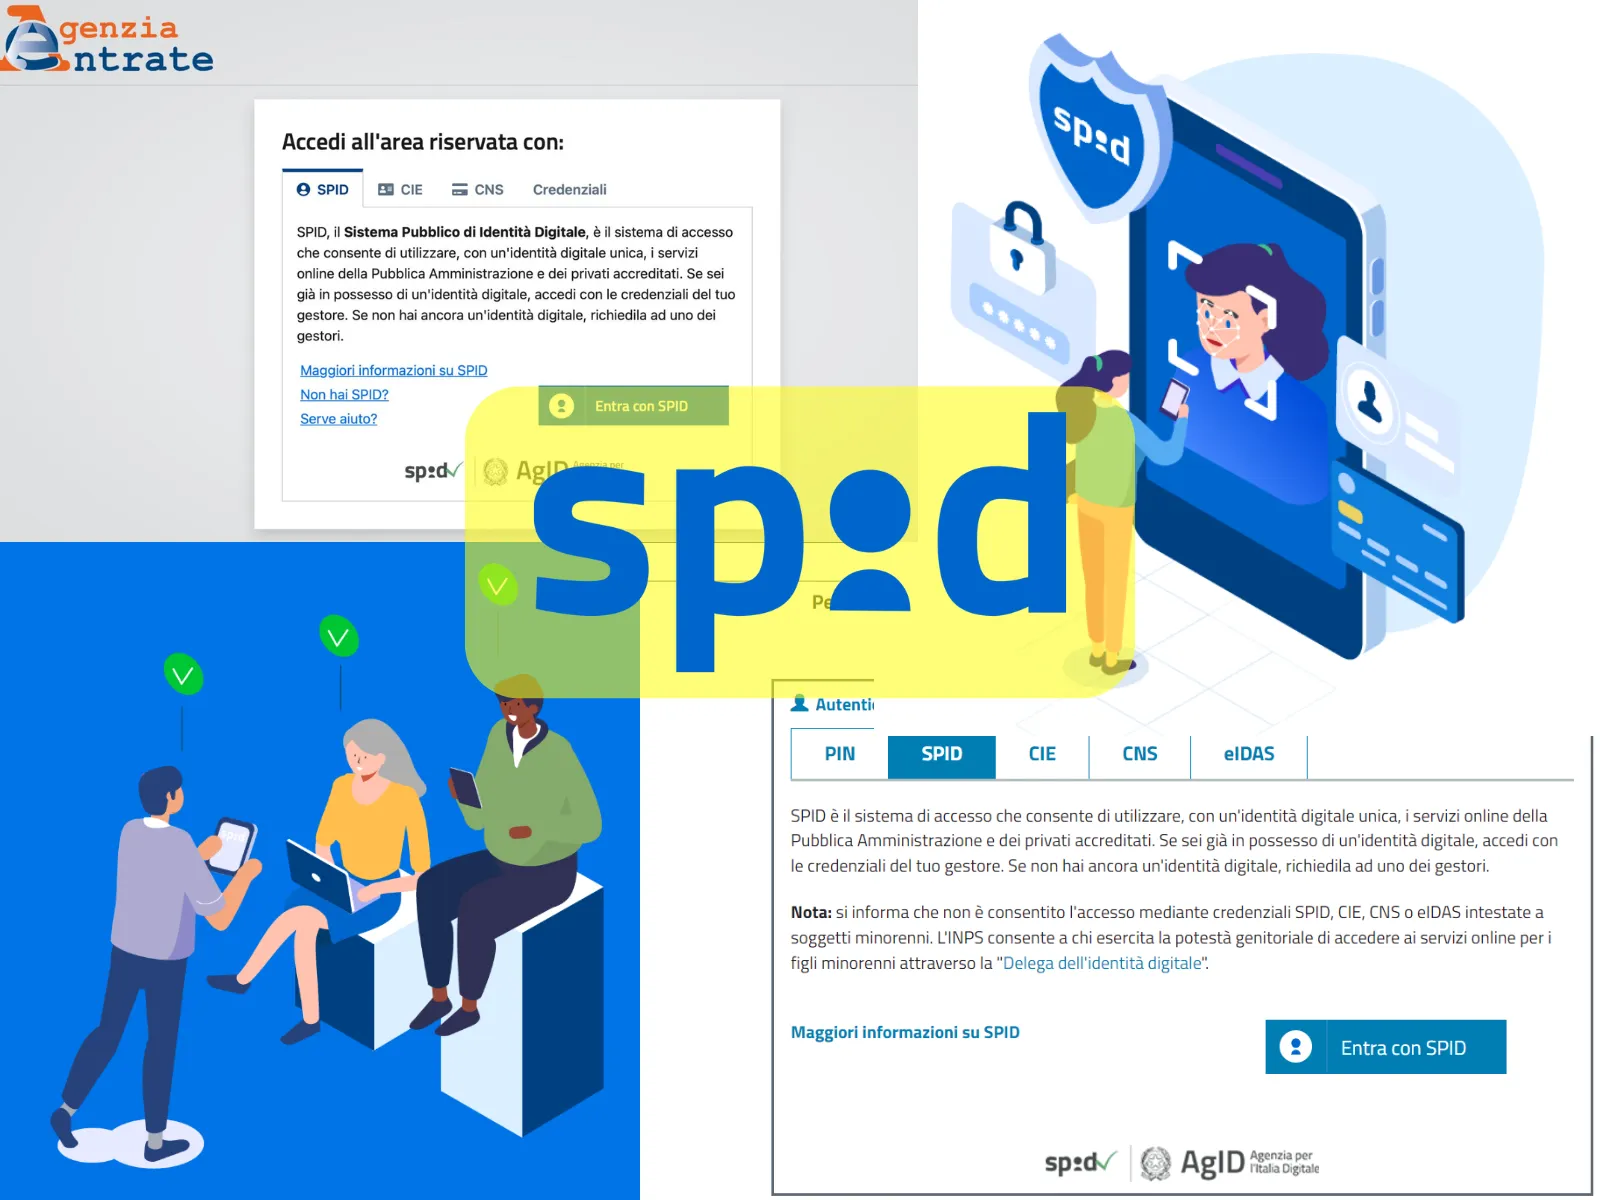 Agenzia
Entrate
Accedi all'area riservata con:
SPID CIE CNS Credenziali
SPID, il Sistema Pubblico di Identità Digitale, è il sistema di accesso
che consente di utilizzare, con un'identità digitale unica, i servizi
online della Pubblica Amministrazione e dei privati accreditati. Se sei
già in possesso di un'identità digitale, accedi con le credenziali del tuo
gestore. Se non hai ancora un'identità digitale, richiedila ad uno dei
gestori.
Maggiori informazioni su SPID
Non hai SPID?
Serve aiuto?
Entra con SPID
spid AgID Agenzia per
spid
spid
Pe
spid
Autenti
PIN SPID CIE CNS eIDAS
SPID è il sistema di accesso che consente di utilizzare, con un'identità digitale unica, i servizi online della
Pubblica Amministrazione e dei privati accreditati. Se sei già in possesso di un'identità digitale, accedi con
le credenziali del tuo gestore. Se non hai ancora un'identità digitale, richiedila ad uno dei gestori.
Nota: si informa che non è consentito l'accesso mediante credenziali SPID, CIE, CNS o eIDAS intestate a
soggetti minorenni. L'INPS consente a chi esercita la potestà genitoriale di accedere ai servizi online per i
figli minorenni attraverso la "Delega dell'identità digitale".
Maggiori informazioni su SPID
Entra con SPID
spid AgID Agenzia per
l'Italia Digitale